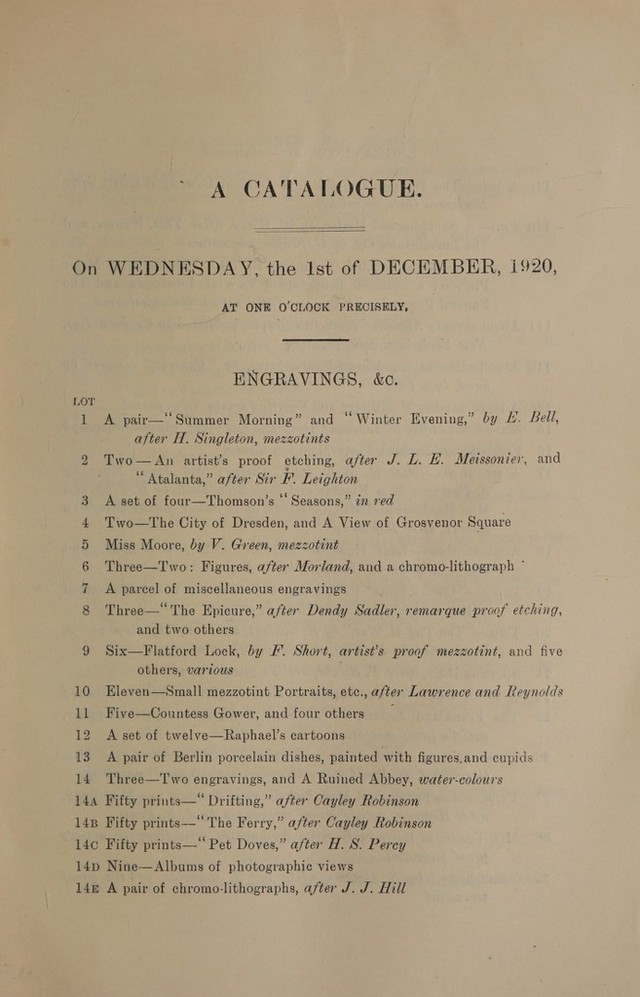 A CATALOGUE.
On WEDNESDAY, the 1st of DECEMBER, 1920,
AT ONE O'CLOCK PRECISELY,
ENGRAVINGS, &c.
LOT
1 A pair—“Summer Morning” and “Winter Evening,” by E. Bell,
after H. Singleton, mezzotints
2 Two—An artist's proof etching, after J. L. E. Meissonier, and
“Atalanta,” after Sir F. Leighton
3 A set of four—Thomson's “Seasons,” in red
4 Two—The City of Dresden, and A View of Grosvenor Square
5 Miss Moore, by V. Green, mezzotint
6 Three—Two: Figures, after Morland, and a chromo-lithograph
7 A parcel of miscellaneous engravings
8 Three—“The Epicure,” after Dendy Sadler, remarque proof etching,
and two others
9 Six—Flatford Lock, by F. Short, artist's proof mezzotint, and five
others, various
10 Eleven—Small mezzotint Portraits, etc., after Lawrence and Reynolds
11 Five—Countess Gower, and four others
12 A set of twelve—Raphael's cartoons
13 A pair of Berlin porcelain dishes, painted with figures and cupids
14 Three—Two engravings, and A Ruined Abbey, water-colours
14A Fifty prints—“Drifting,” after Cayley Robinson
14B Fifty prints—“The Ferry,” after Cayley Robinson
14C Fifty prints—“Pet Doves,” after H. S. Percy
14D Nine—Albums of photographic views
14E A pair of chromo-lithographs, after J. J. Hill